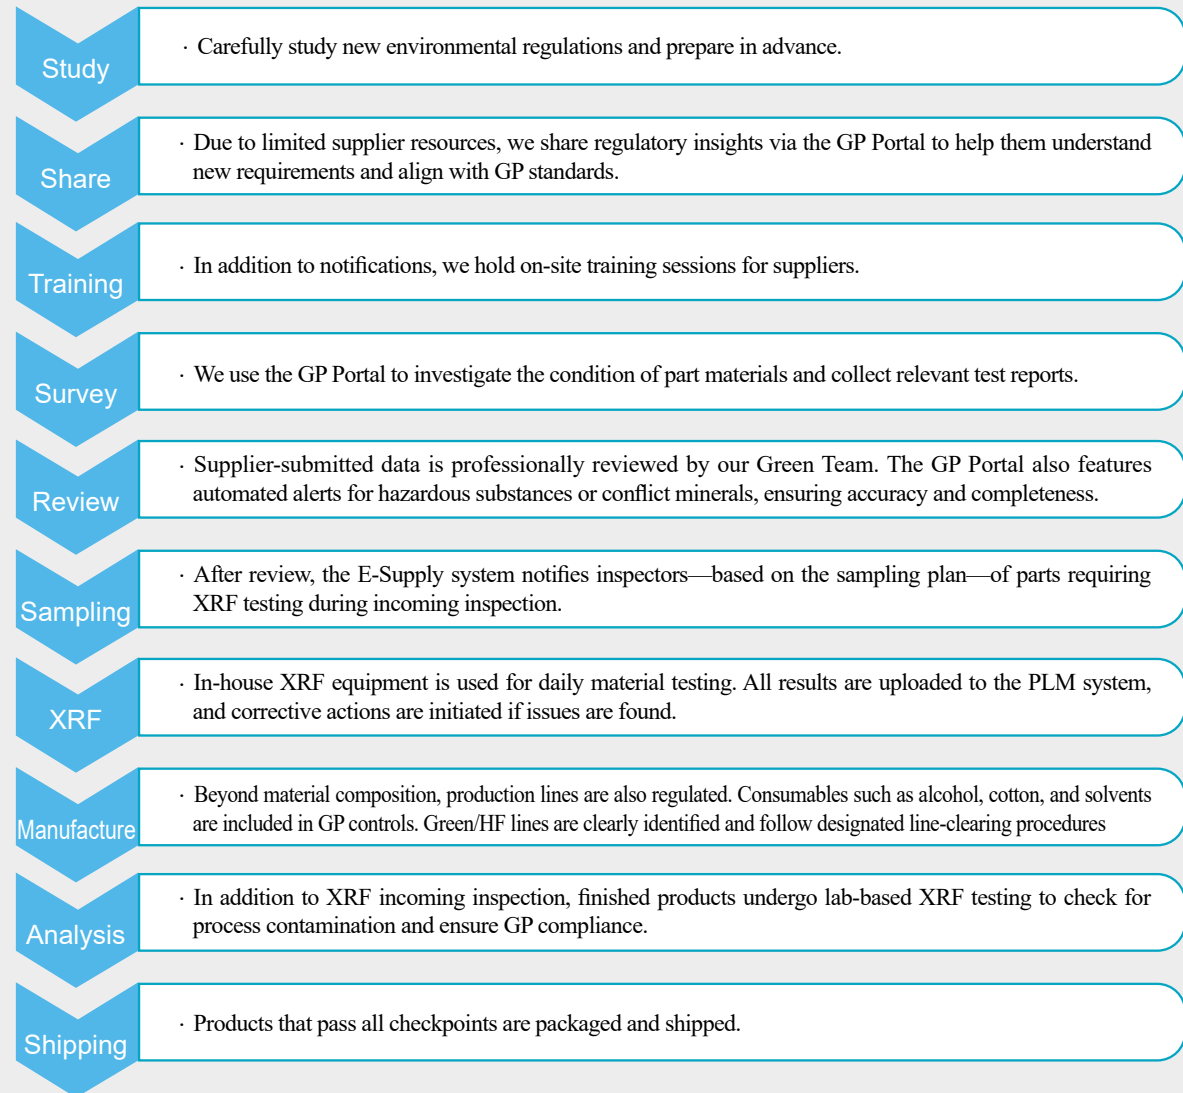 Study
· Carefully study new environmental regulations and prepare in advance.
Share
· Due to limited supplier resources, we share regulatory insights via the GP Portal to help them understand
new requirements and align with GP standards.
Training
· In addition to notifications, we hold on-site training sessions for suppliers.
Survey
· We use the GP Portal to investigate the condition of part materials and collect relevant test reports.
Review
· Supplier-submitted data is professionally reviewed by our Green Team. The GP Portal also features
automated alerts for hazardous substances or conflict minerals, ensuring accuracy and completeness.
Sampling
· After review, the E-Supply system notifies inspectors—based on the sampling plan—of parts requiring
XRF testing during incoming inspection.
XRF
· In-house XRF equipment is used for daily material testing. All results are uploaded to the PLM system,
and corrective actions are initiated if issues are found.
Manufacture
· Beyond material composition, production lines are also regulated. Consumables such as alcohol, cotton, and solvents
are included in GP controls. Green/HF lines are clearly identified and follow designated line-clearing procedures
Analysis
· In addition to XRF incoming inspection, finished products undergo lab-based XRF testing to check for
process contamination and ensure GP compliance.
Shipping
· Products that pass all checkpoints are packaged and shipped.